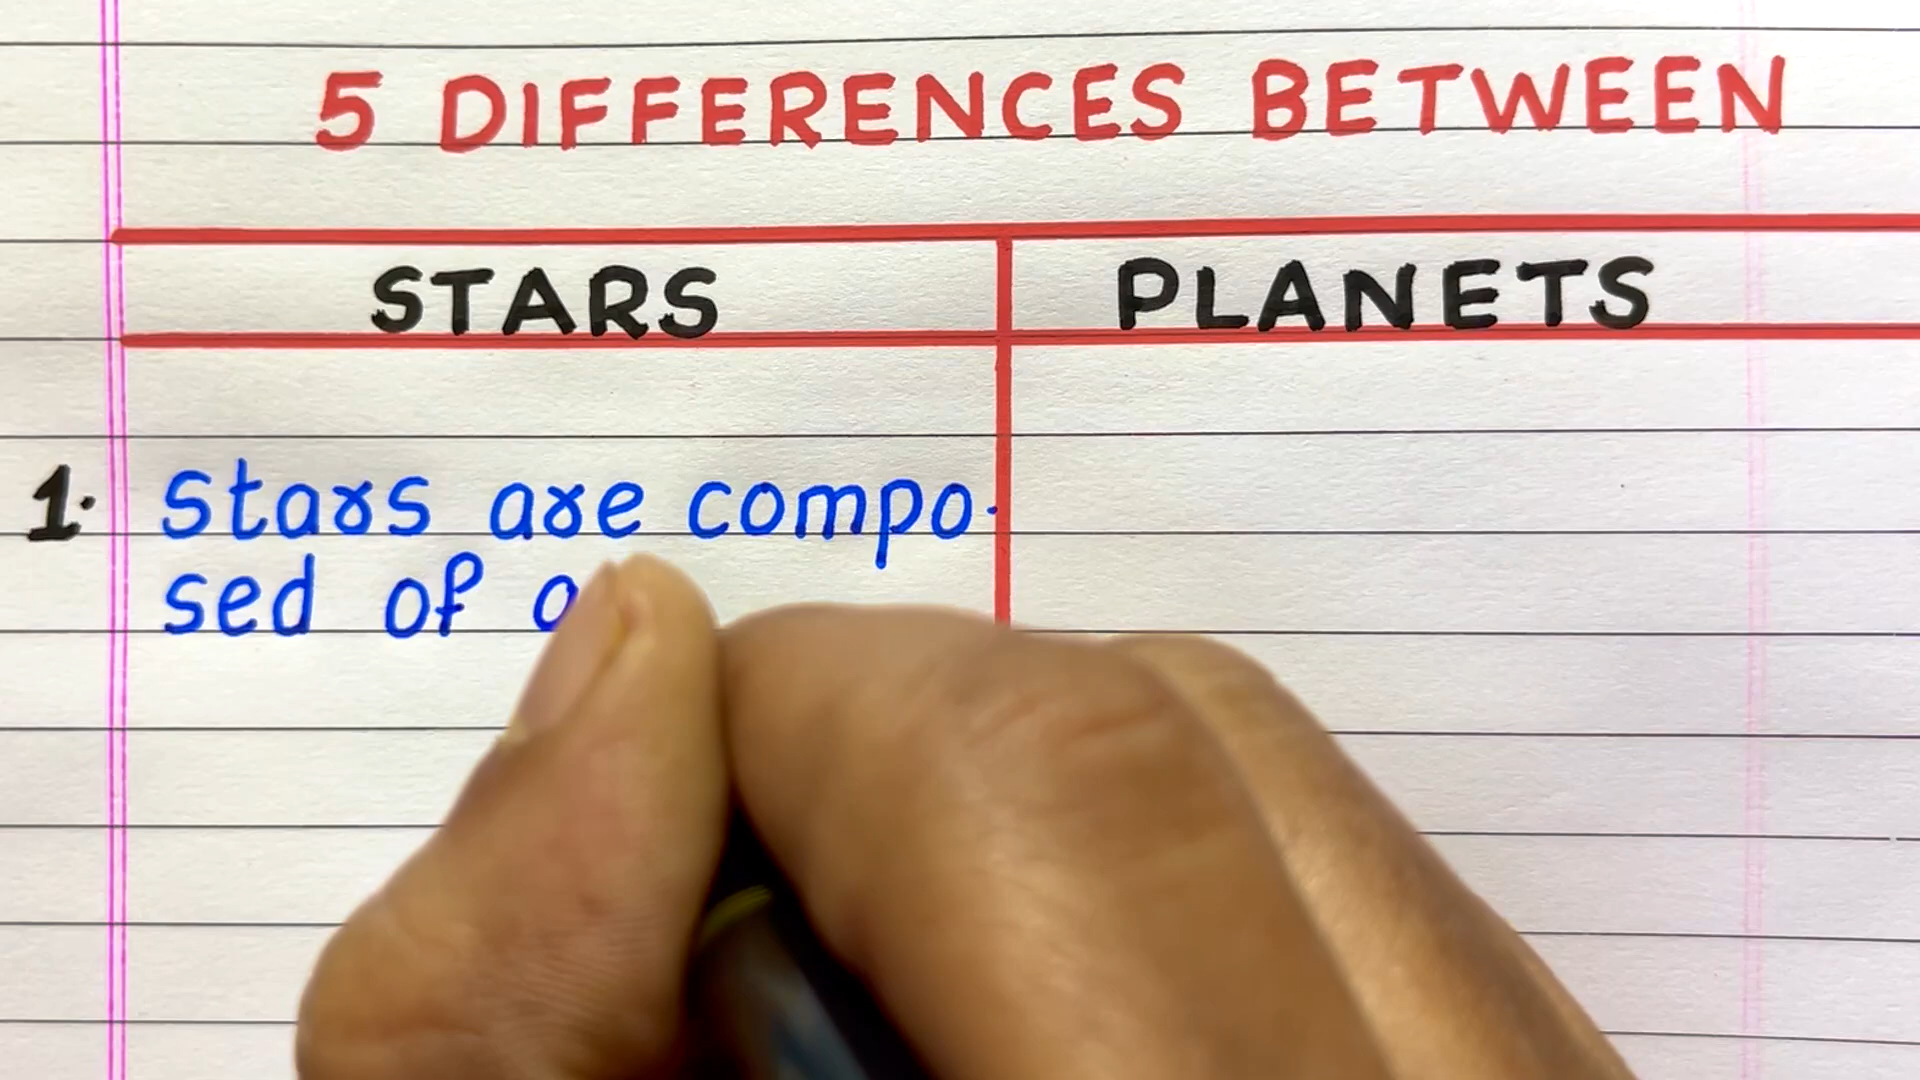 5 DIFFERENCES BETWEEN
STARS PLANETS
1. Stars are compo-
sed of